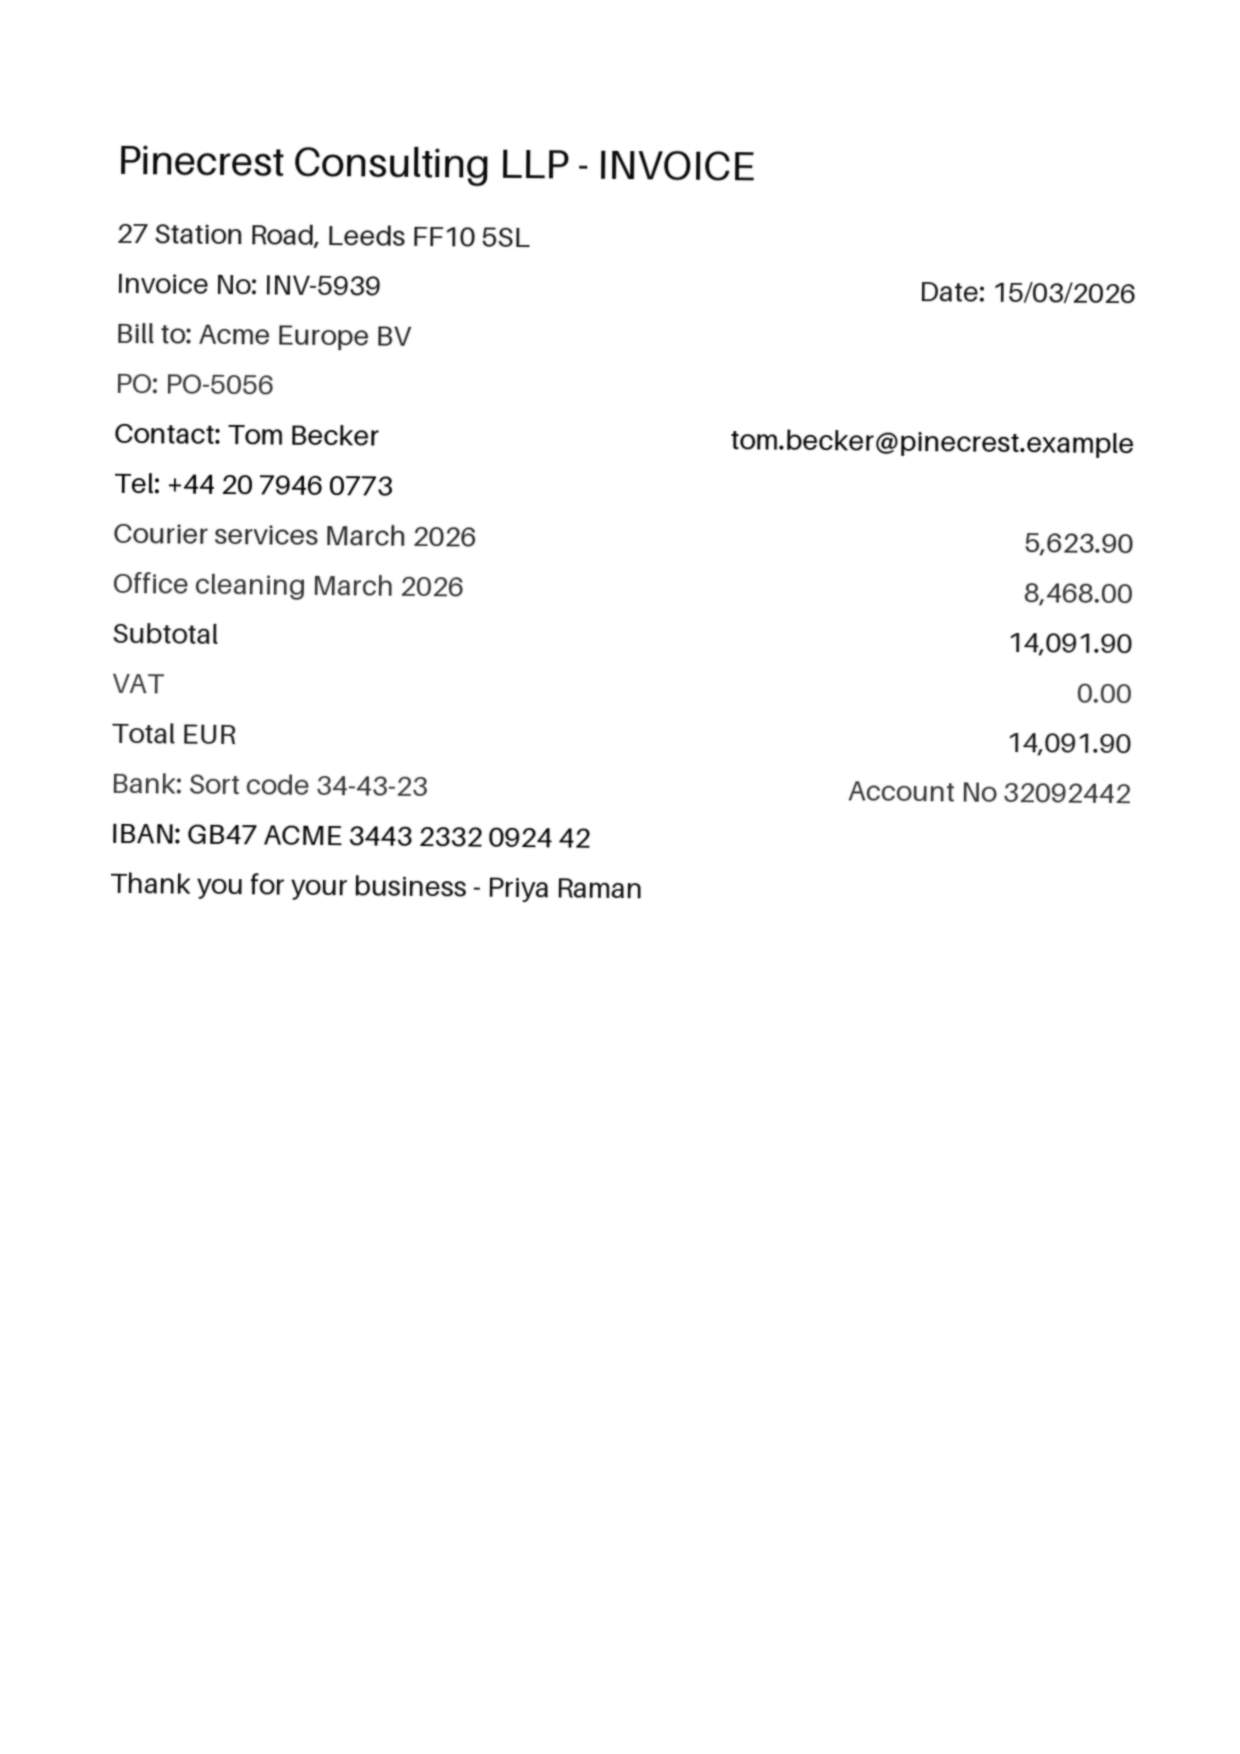 Pinecrest Consulting LLP - INVOICE
27 Station Road, Leeds FF10 5SL
Invoice No: INV-5939 Date: 15/03/2026
Bill to: Acme Europe BV
PO: PO-5056
Contact: Tom Becker tom.becker@pinecrest.example
Tel: +44 20 7946 0773
Courier services March 2026 5,623.90
Office cleaning March 2026 8,468.00
Subtotal 14,091.90
VAT 0.00
Total EUR 14,091.90
Bank: Sort code 34-43-23 Account No 32092442
IBAN: GB47 ACME 3443 2332 0924 42
Thank you for your business - Priya Raman